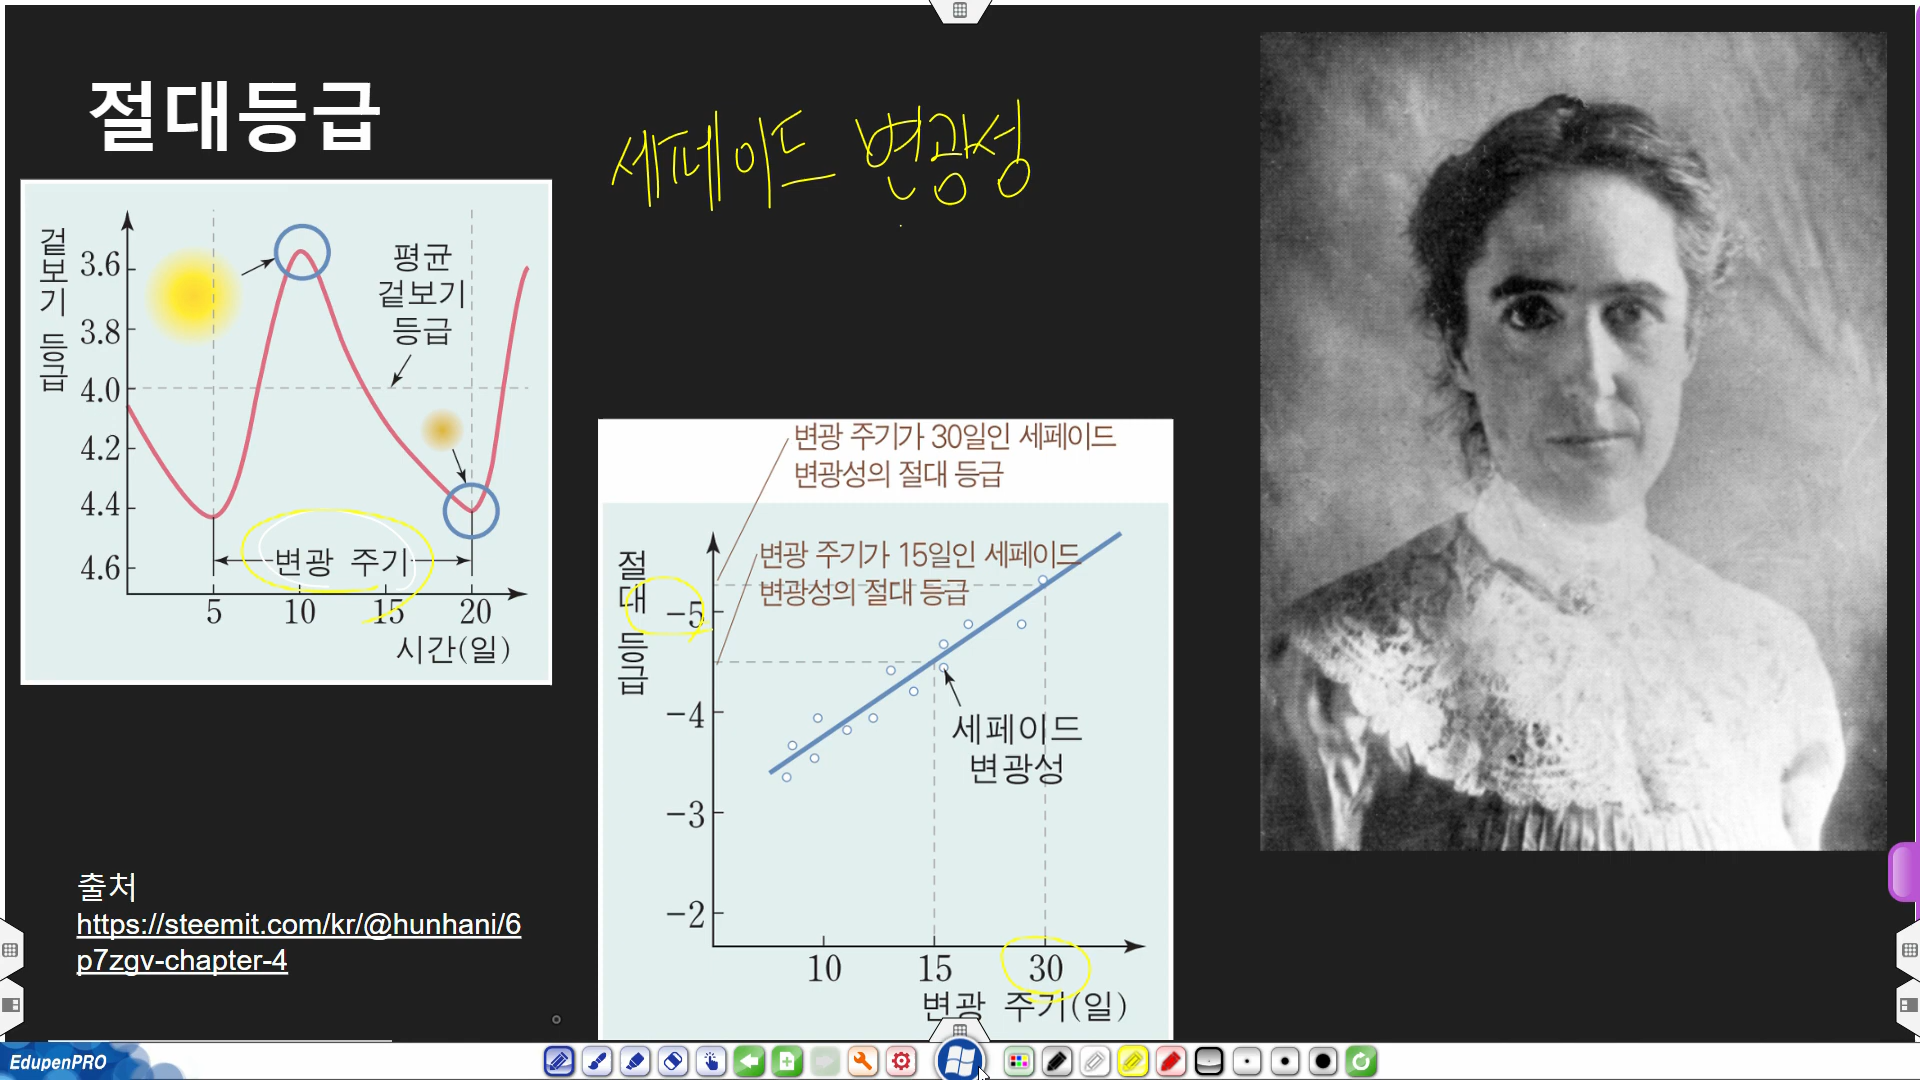 절대등급
세페이드 변광성
겉보기 등급
3.6
3.8
4.0
4.2
4.4
4.6
평균
겉보기
등급
변광 주기
5 10 15 20
시간(일)
변광 주기가 30일인 세페이드
변광성의 절대 등급
변광 주기가 15일인 세페이드
변광성의 절대 등급
절대 등급
−5
−4
−3
−2
세페이드
변광성
10 15 30
변광 주기(일)
출처
https://steemit.com/kr/@hunhani/6
p7zgv-chapter-4
EdupenPRO